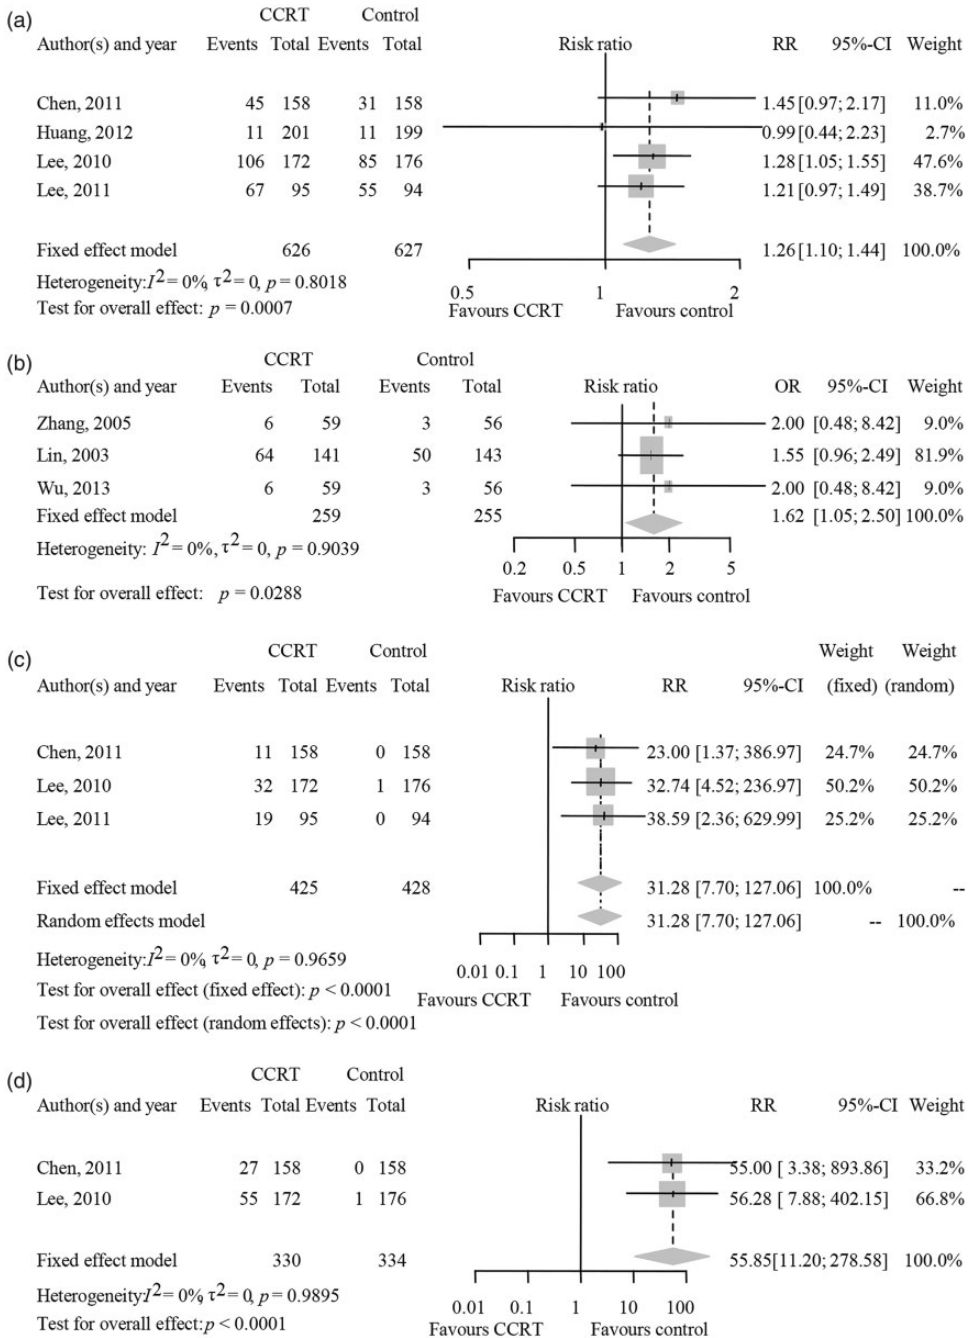 (a)
CCRT Control
Author(s) and year Events Total Events Total Risk ratio RR 95%-CI Weight
Chen, 2011 45 158 31 158 1.45 [0.97; 2.17] 11.0%
Huang, 2012 11 201 11 199 0.99 [0.44; 2.23] 2.7%
Lee, 2010 106 172 85 176 1.28 [1.05; 1.55] 47.6%
Lee, 2011 67 95 55 94 1.21 [0.97; 1.49] 38.7%
Fixed effect model 626 627 1.26 [1.10; 1.44] 100.0%
Heterogeneity: I² = 0%, τ² = 0, p = 0.8018
Test for overall effect: p = 0.0007
0.5 1 2
Favours CCRT Favours control
(b)
CCRT Control
Author(s) and year Events Total Events Total Risk ratio OR 95%-CI Weight
Zhang, 2005 6 59 3 56 2.00 [0.48; 8.42] 9.0%
Lin, 2003 64 141 50 143 1.55 [0.96; 2.49] 81.9%
Wu, 2013 6 59 3 56 2.00 [0.48; 8.42] 9.0%
Fixed effect model 259 255 1.62 [1.05; 2.50] 100.0%
Heterogeneity: I² = 0%, τ² = 0, p = 0.9039
0.2 0.5 1 2 5
Test for overall effect: p = 0.0288
Favours CCRT Favours control
(c)
CCRT Control Weight Weight
Author(s) and year Events Total Events Total Risk ratio RR 95%-CI (fixed) (random)
Chen, 2011 11 158 0 158 23.00 [1.37; 386.97] 24.7% 24.7%
Lee, 2010 32 172 1 176 32.74 [4.52; 236.97] 50.2% 50.2%
Lee, 2011 19 95 0 94 38.59 [2.36; 629.99] 25.2% 25.2%
Fixed effect model 425 428 31.28 [7.70; 127.06] 100.0% --
Random effects model 31.28 [7.70; 127.06] -- 100.0%
Heterogeneity: I² = 0%, τ² = 0, p = 0.9659
0.01 0.1 1 10 100
Test for overall effect (fixed effect): p < 0.0001
Favours CCRT Favours control
Test for overall effect (random effects): p < 0.0001
(d)
CCRT Control
Author(s) and year Events Total Events Total Risk ratio RR 95%-CI Weight
Chen, 2011 27 158 0 158 55.00 [ 3.38; 893.86] 33.2%
Lee, 2010 55 172 1 176 56.28 [ 7.88; 402.15] 66.8%
Fixed effect model 330 334 55.85 [11.20; 278.58] 100.0%
Heterogeneity: I² = 0%, τ² = 0, p = 0.9895
0.01 0.1 1 10 100
Test for overall effect: p < 0.0001
Favours CCRT Favours control